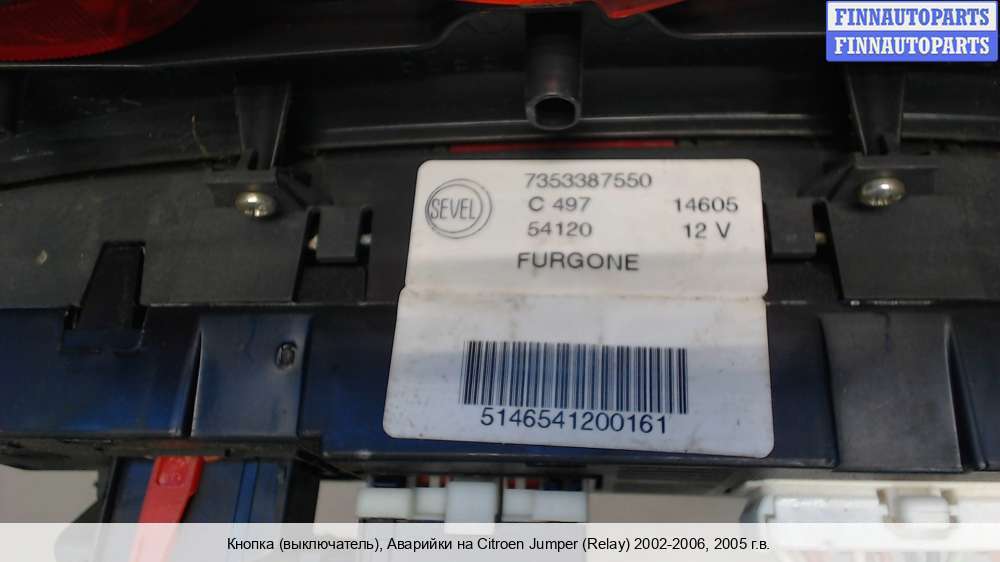 FINNAUTOPARTS
FINNAUTOPARTS
SEVEL
7353387550
C 497 14605
54120 12 V
FURGONE
5146541200161
Кнопка (выключатель), Аварийки на Citroen Jumper (Relay) 2002-2006, 2005 г.в.